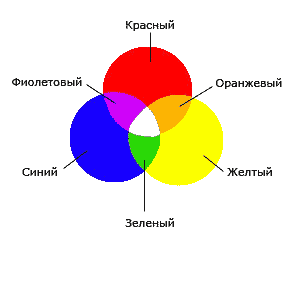 Красный
Фиолетовый
Оранжевый
Синий
Желтый
Зеленый